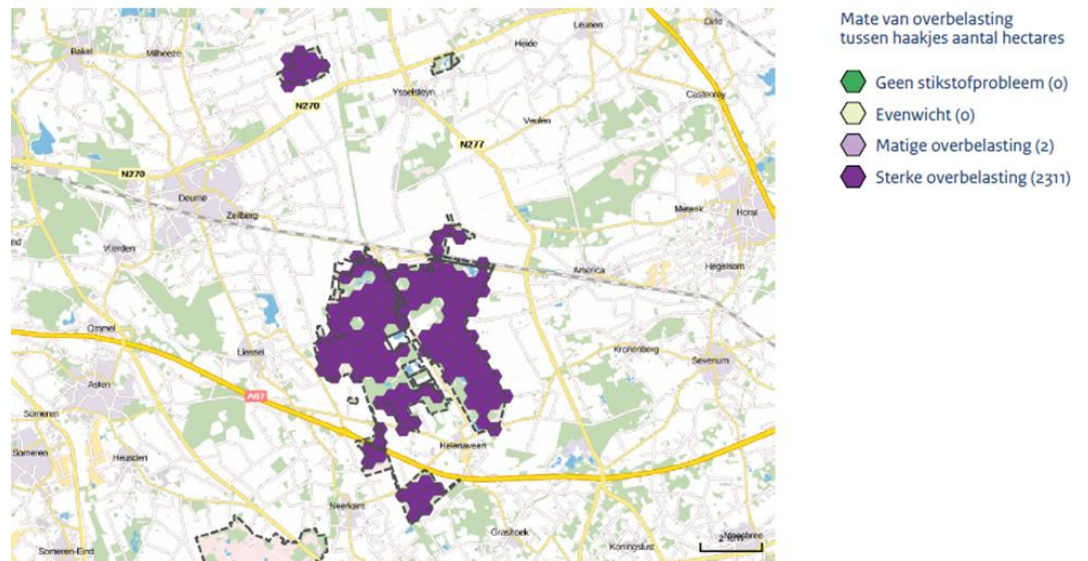 Mate van overbelasting
tussen haakjes aantal hectares
Geen stikstofprobleem (0)
Evenwicht (0)
Matige overbelasting (2)
Sterke overbelasting (2311)
Leunen
Bakel
Milheeze
Heide
Ysselsteyn
Castenray
N270
Veulen
N277
N270
Deurne
Zeilberg
Meterik
Horst
Vlierden
America
Hegelsom
Ommel
Liessel
Kronenberg
Sevenum
Asten
A67
Someren
Helenaveen
Someren
Heusden
Neerkant
Grashoek
Koningslust
Someren-Eind
2 km